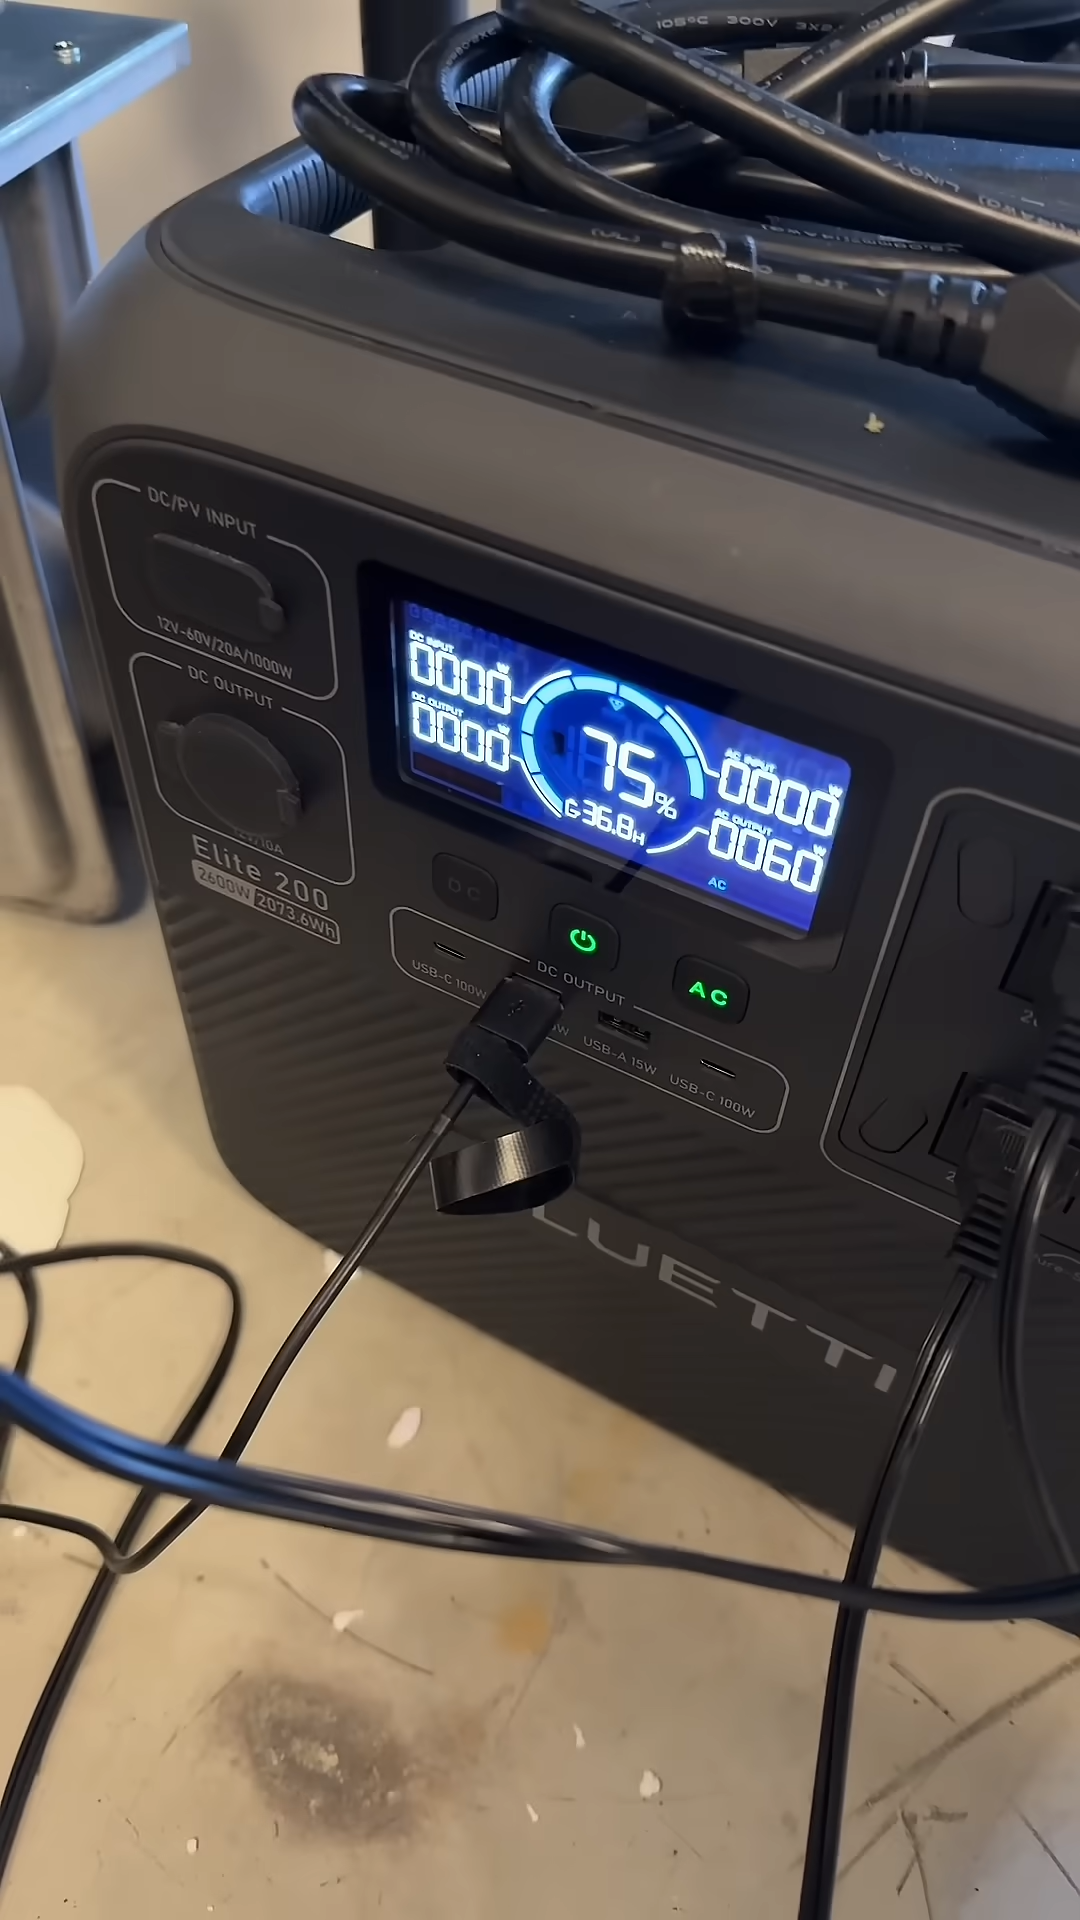 105°C 300V
DC/PV INPUT
12V-60V/20A/1000W
DC OUTPUT
Elite 200
2600W 2073.6Wh
DC INPUT
0000 W
DC OUTPUT
0000 W
75%
36.8H
AC INPUT
0000 W
AC OUTPUT
0060 W
AC
DC
AC
DC OUTPUT
USB-C 100W
USB-A 15W
USB-C 100W
LUETTI